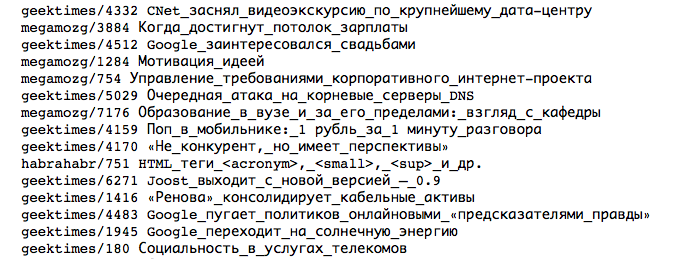 geektimes/4332 CNet_заснял_видеоэкскурсию_по_крупнейшему_дата-центру
megamozg/3884 Когда_достигнут_потолок_зарплаты
geektimes/4512 Google_заинтересовался_свадьбами
megamozg/1284 Мотивация_идеей
megamozg/754 Управление_требованиями_корпоративного_интернет-проекта
geektimes/5029 Очередная_атака_на_корневые_серверы_DNS
megamozg/7176 Образование_в_вузе_и_за_его_пределами:_взгляд_с_кафедры
geektimes/4159 Поп_в_мобильнике:_1_рубль_за_1_минуту_разговора
geektimes/4170 «Не_конкурент,_но_имеет_перспективы»
habrahabr/751 HTML_теги_<acronym>,_<small>,_<sup>_и_др.
geektimes/6271 Joost_выходит_с_новой_версией_—_0.9
geektimes/1416 «Ренова»_консолидирует_кабельные_активы
geektimes/4483 Google_пугает_политиков_онлайновыми_«предсказателями_правды»
geektimes/1945 Google_переходит_на_солнечную_энергию
geektimes/180 Социальность_в_услугах_телекомов